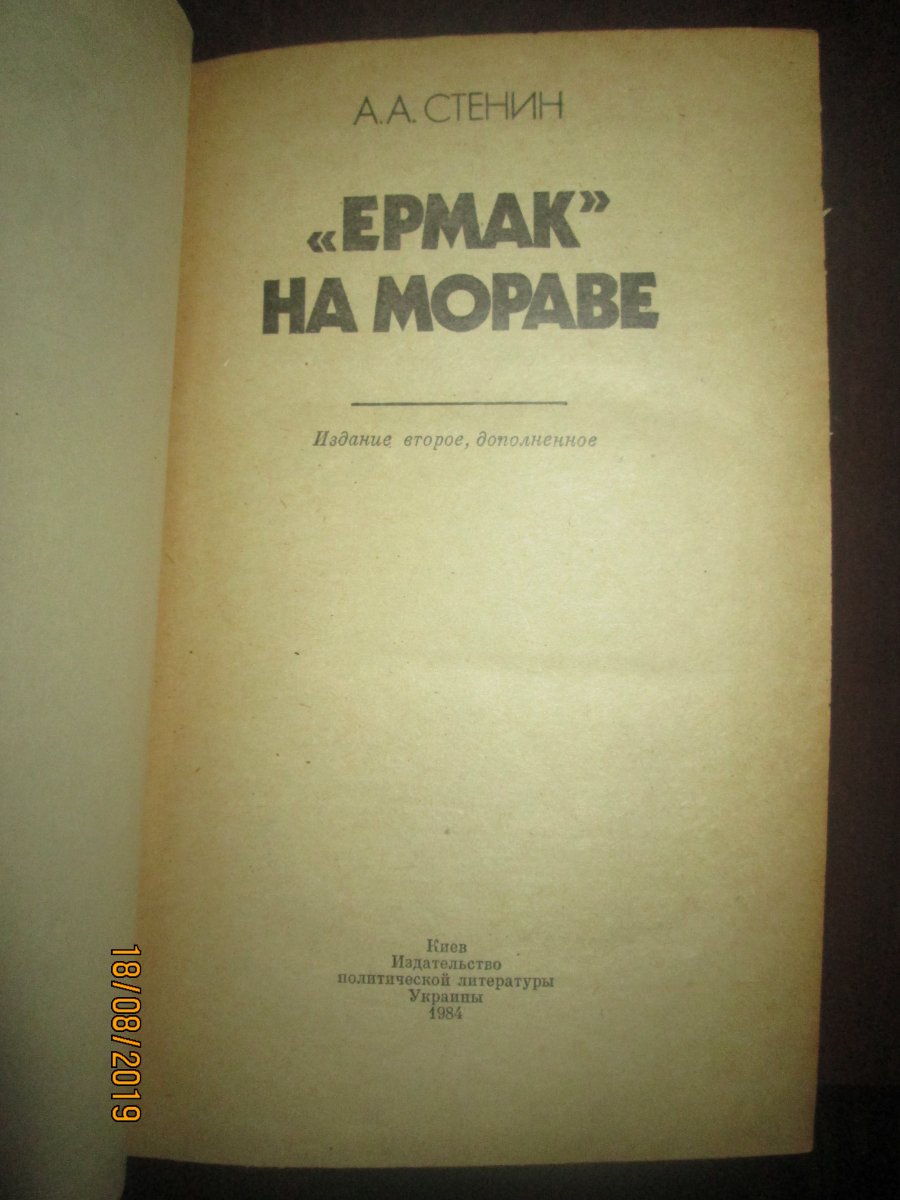 А. А. СТЕНИН
«ЕРМАК»
НА МОРАВЕ
Издание второе, дополненное
Киев
Издательство
политической литературы
Украины
1984
18/08/2019